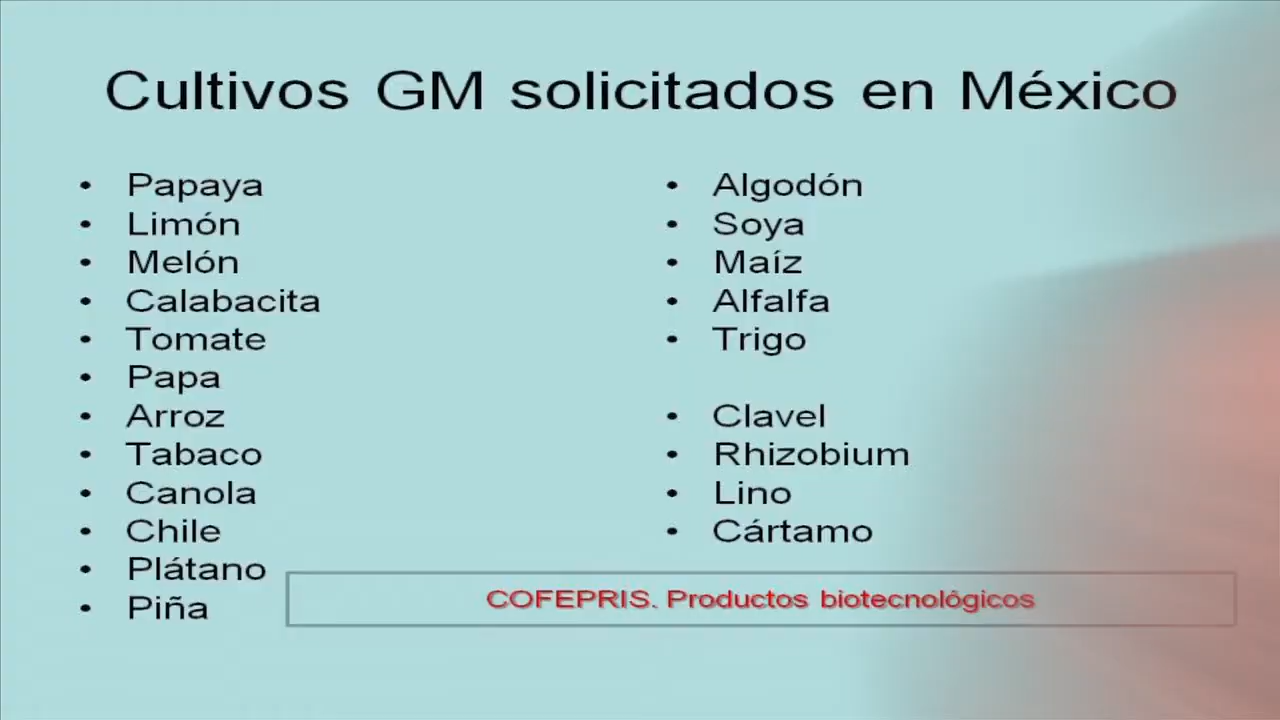 Cultivos GM solicitados en México
• Papaya
• Limón
• Melón
• Calabacita
• Tomate
• Papa
• Arroz
• Tabaco
• Canola
• Chile
• Plátano
• Piña
• Algodón
• Soya
• Maíz
• Alfalfa
• Trigo
• Clavel
• Rhizobium
• Lino
• Cártamo
COFEPRIS. Productos biotecnológicos